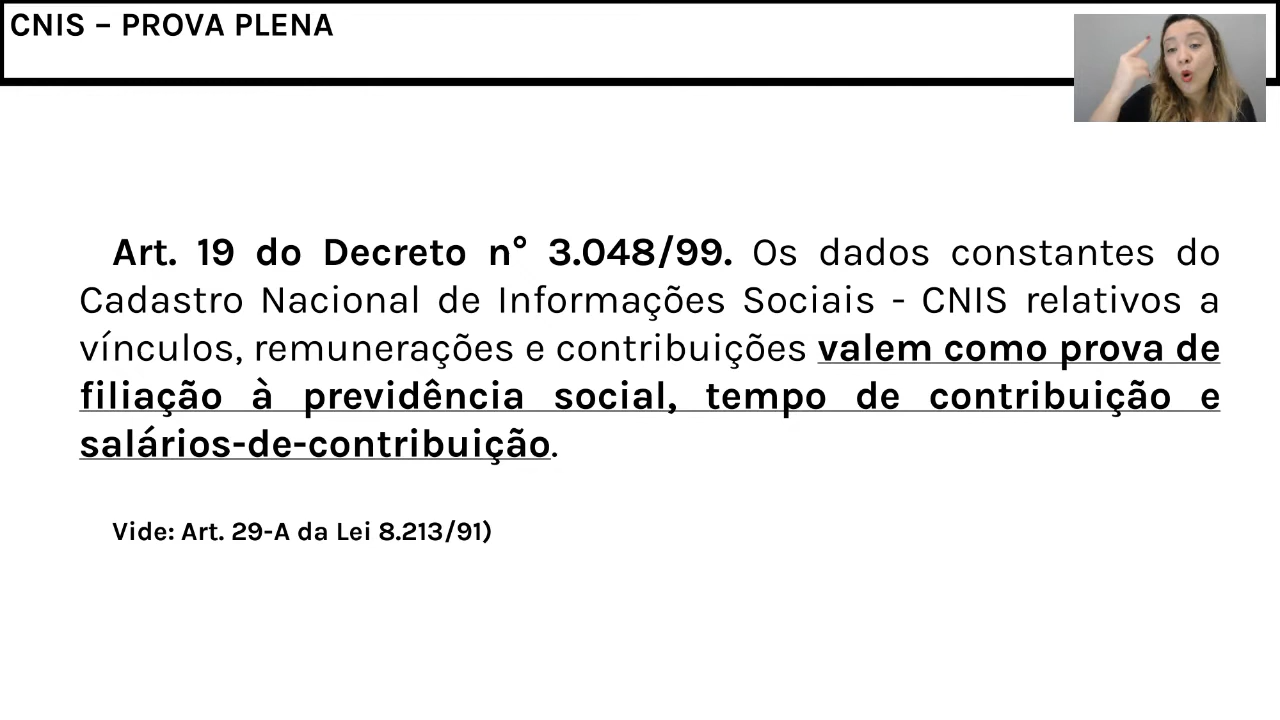 CNIS – PROVA PLENA
Art. 19 do Decreto n° 3.048/99. Os dados constantes do
Cadastro Nacional de Informações Sociais - CNIS relativos a
vínculos, remunerações e contribuições valem como prova de
filiação à previdência social, tempo de contribuição e
salários-de-contribuição.
Vide: Art. 29-A da Lei 8.213/91)